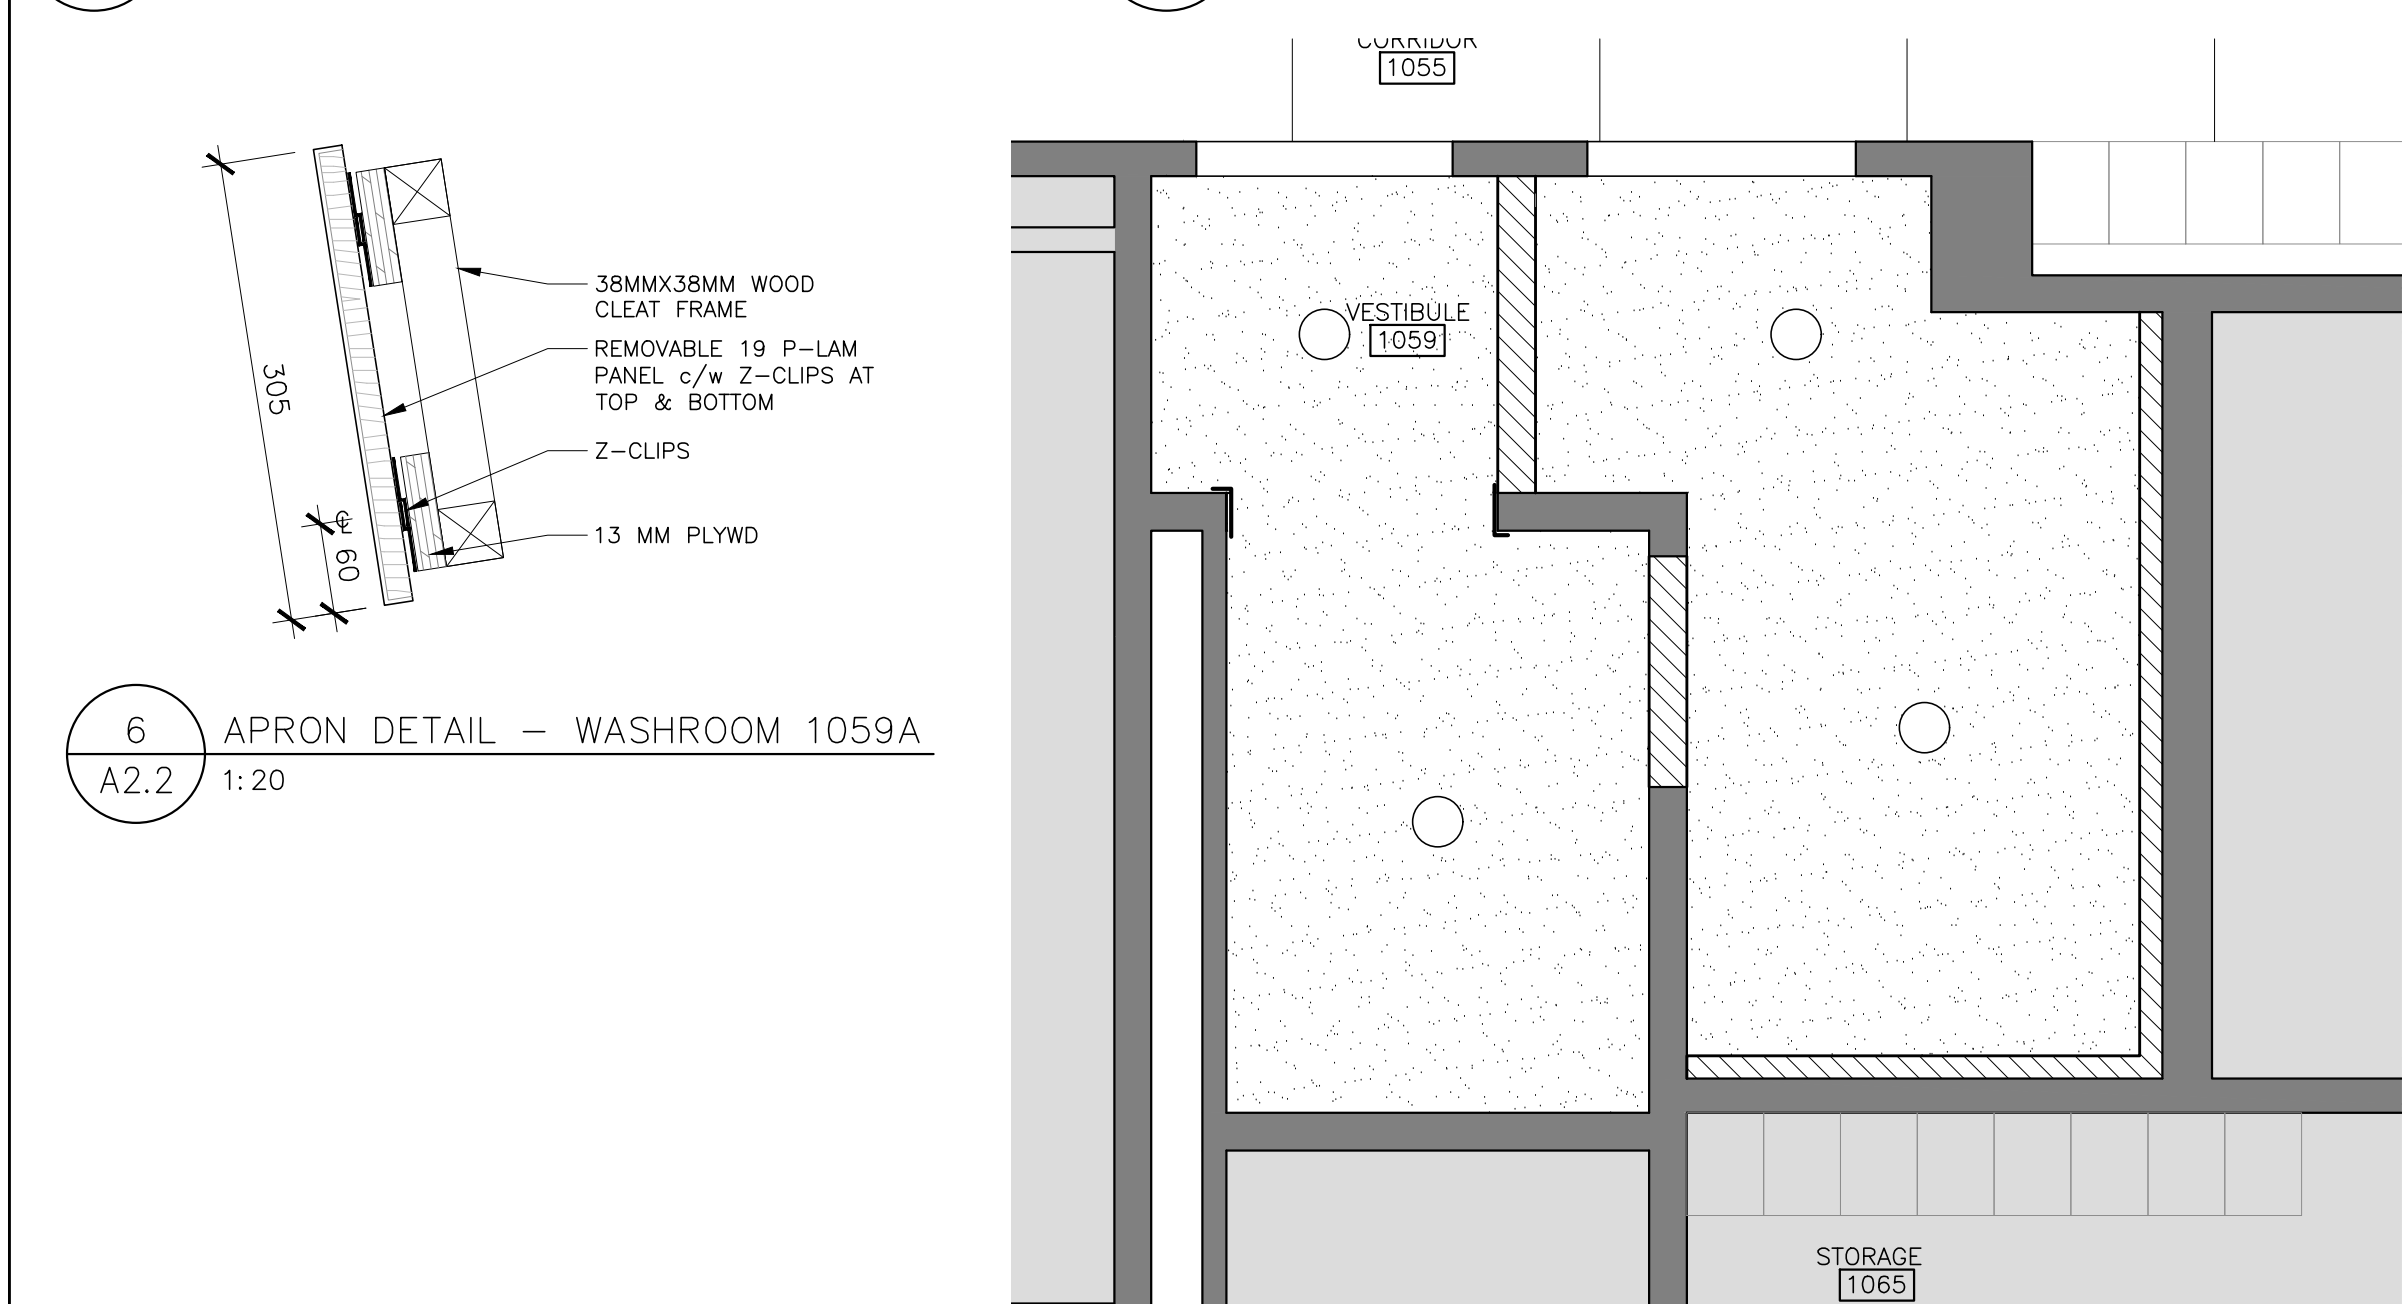 CORRIDOR
1055
38MMX38MM WOOD
CLEAT FRAME
REMOVABLE 19 P-LAM
PANEL c/w Z-CLIPS AT
TOP & BOTTOM
Z-CLIPS
13 MM PLYWD
305
℄
60
6
APRON DETAIL - WASHROOM 1059A
A2.2
1:20
VESTIBULE
1059
STORAGE
1065